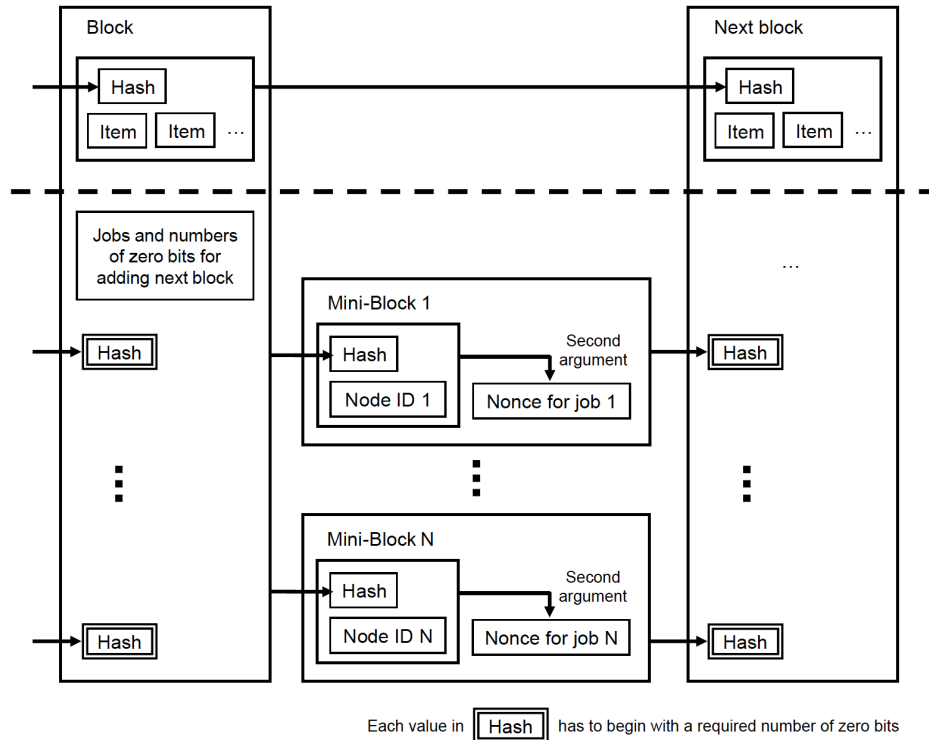 Block
Next block
Hash
Hash
Item
Item
...
Item
Item
...
Jobs and numbers
of zero bits for
adding next block
...
Mini-Block 1
Hash
Second
argument
Hash
Hash
Node ID 1
Nonce for job 1
Mini-Block N
Hash
Second
argument
Node ID N
Nonce for job N
Hash
Hash
Each value in Hash has to begin with a required number of zero bits